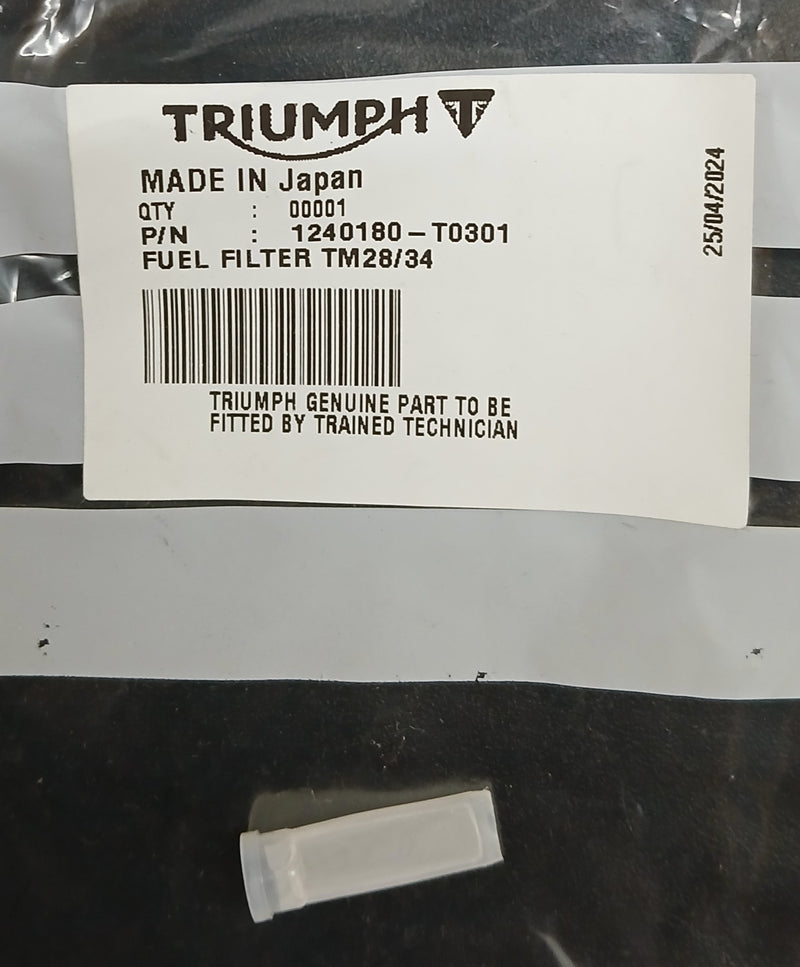 TRIUMPH
MADE IN Japan
QTY : 00001
P/N : 1240180-T0301
FUEL FILTER TM28/34
TRIUMPH GENUINE PART TO BE
FITTED BY TRAINED TECHNICIAN
25/04/2024